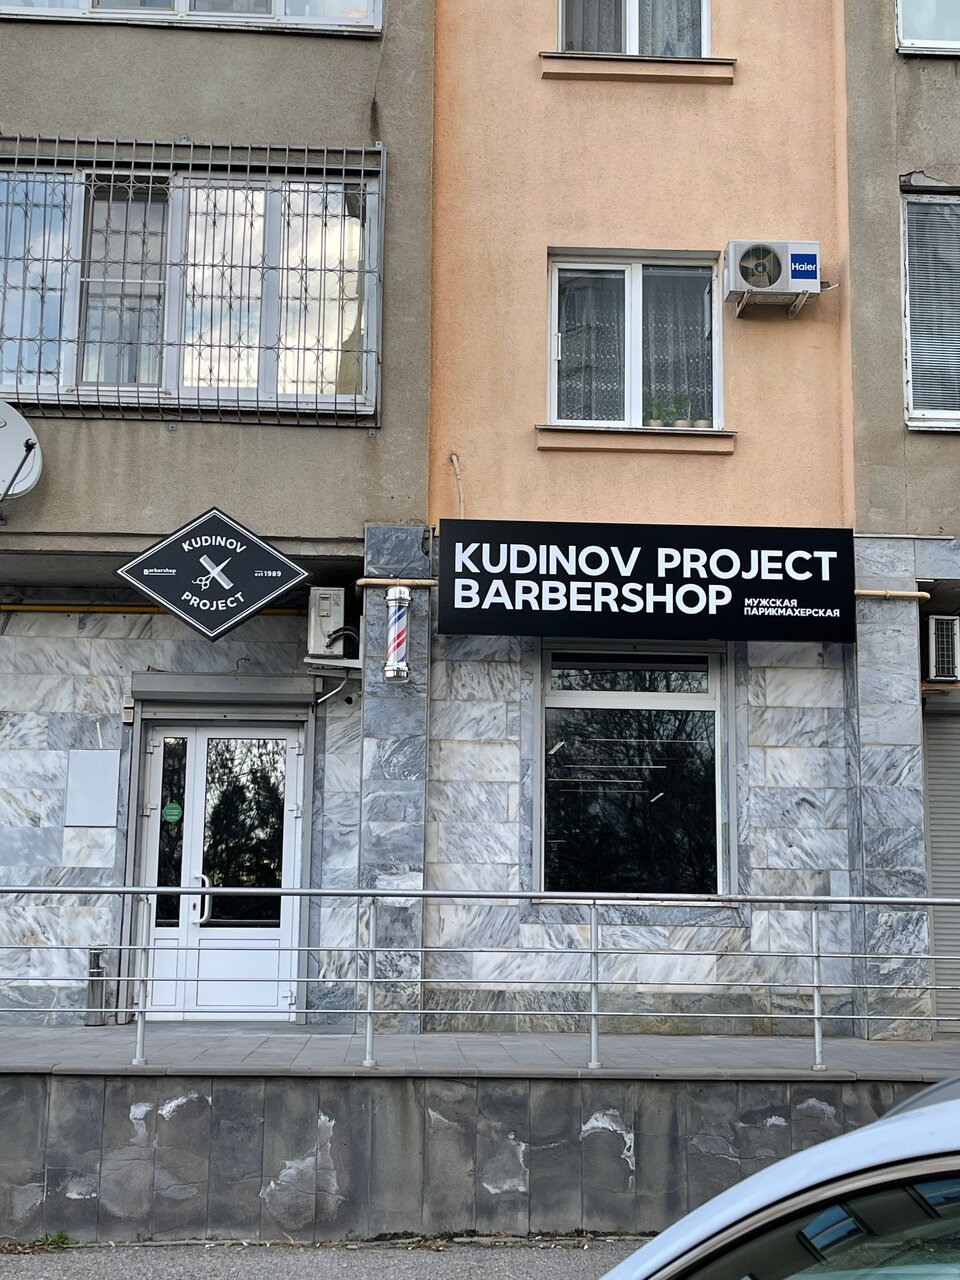 Haier
KUDINOV
Barbershop
est 1989
PROJECT
KUDINOV PROJECT
BARBERSHOP
МУЖСКАЯ
ПАРИКМАХЕРСКАЯ